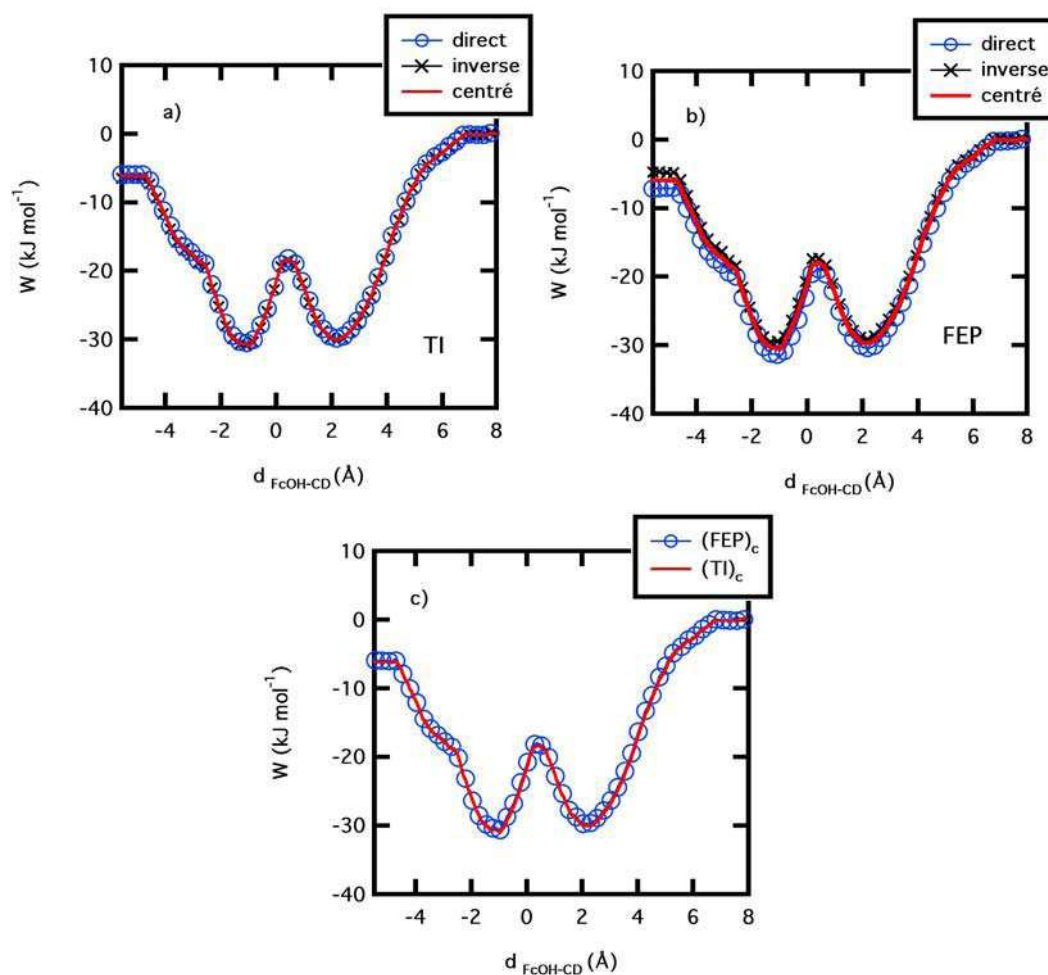 direct
inverse
centré
a)
10
0
-10
-20
-30
-40
W (kJ mol-1)
TI
-4 -2 0 2 4 6 8
d FcOH-CD (Å)
direct
inverse
centré
b)
10
0
-10
-20
-30
-40
W (kJ mol-1)
FEP
-4 -2 0 2 4 6 8
d FcOH-CD (Å)
(FEP)c
(TI)c
c)
10
0
-10
-20
-30
-40
W (kJ mol-1)
-4 -2 0 2 4 6 8
d FcOH-CD (Å)